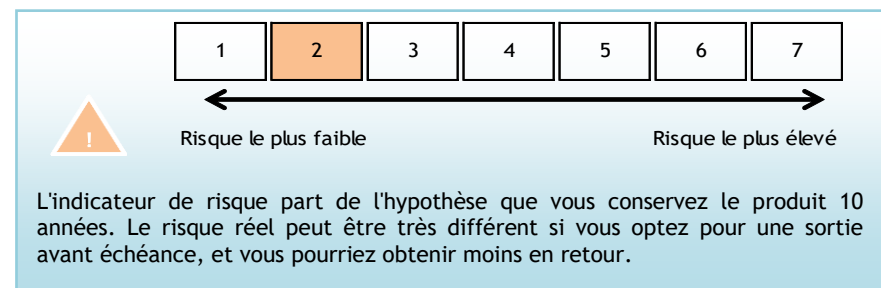 1 2 3 4 5 6 7
!
Risque le plus faible Risque le plus élevé
L'indicateur de risque part de l'hypothèse que vous conservez le produit 10
années. Le risque réel peut être très différent si vous optez pour une sortie
avant échéance, et vous pourriez obtenir moins en retour.